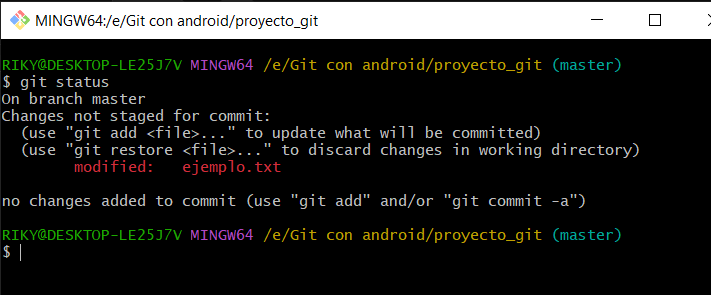 MINGW64:/e/Git con android/proyecto_git
RIKY@DESKTOP-LE25J7V MINGW64 /e/Git con android/proyecto_git (master)
$ git status
On branch master
Changes not staged for commit:
  (use "git add <file>..." to update what will be committed)
  (use "git restore <file>..." to discard changes in working directory)
        modified:   ejemplo.txt

no changes added to commit (use "git add" and/or "git commit -a")

RIKY@DESKTOP-LE25J7V MINGW64 /e/Git con android/proyecto_git (master)
$